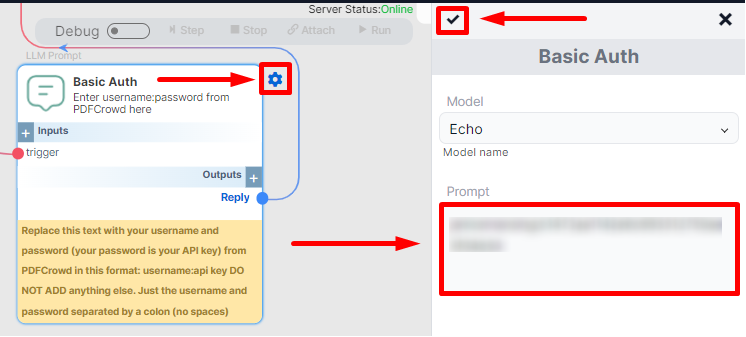 Server Status:Online
Debug
Step
Stop
Attach
Run
LLM Prompt
Basic Auth
Enter username:password from
PDFCrowd here
Inputs
trigger
Outputs
Reply
Replace this text with your username and
password (your password is your API key) from
PDFCrowd in this format: username:api key DO
NOT ADD anything else. Just the username and
password separated by a colon (no spaces)
Basic Auth
Model
Echo
Model name
Prompt